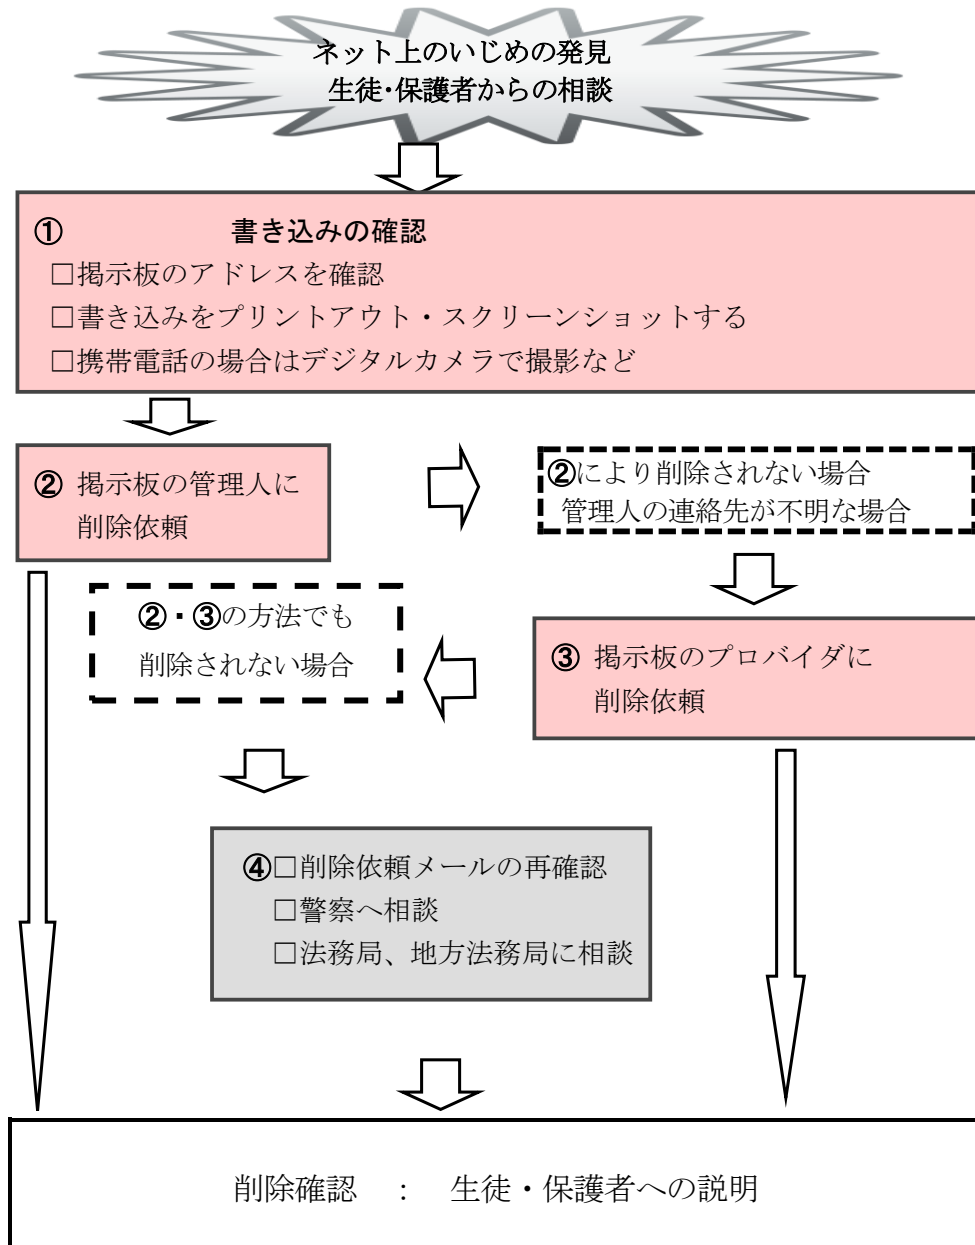 ネット上のいじめの発見
生徒・保護者からの相談
① 書き込みの確認
□掲示板のアドレスを確認
□書き込みをプリントアウト・スクリーンショットする
□携帯電話の場合はデジタルカメラで撮影など
② 掲示板の管理人に
削除依頼
②により削除されない場合
管理人の連絡先が不明な場合
③ 掲示板のプロバイダに
削除依頼
②・③の方法でも
削除されない場合
④□削除依頼メールの再確認
□警察へ相談
□法務局、地方法務局に相談
削除確認 : 生徒・保護者への説明